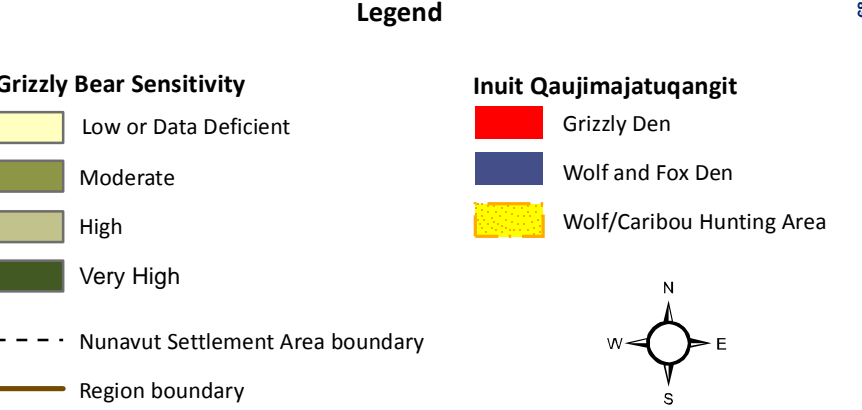 Legend
Grizzly Bear Sensitivity
Low or Data Deficient
Moderate
High
Very High
Nunavut Settlement Area boundary
Region boundary
Inuit Qaujimajatuqangit
Grizzly Den
Wolf and Fox Den
Wolf/Caribou Hunting Area
N
W E
S